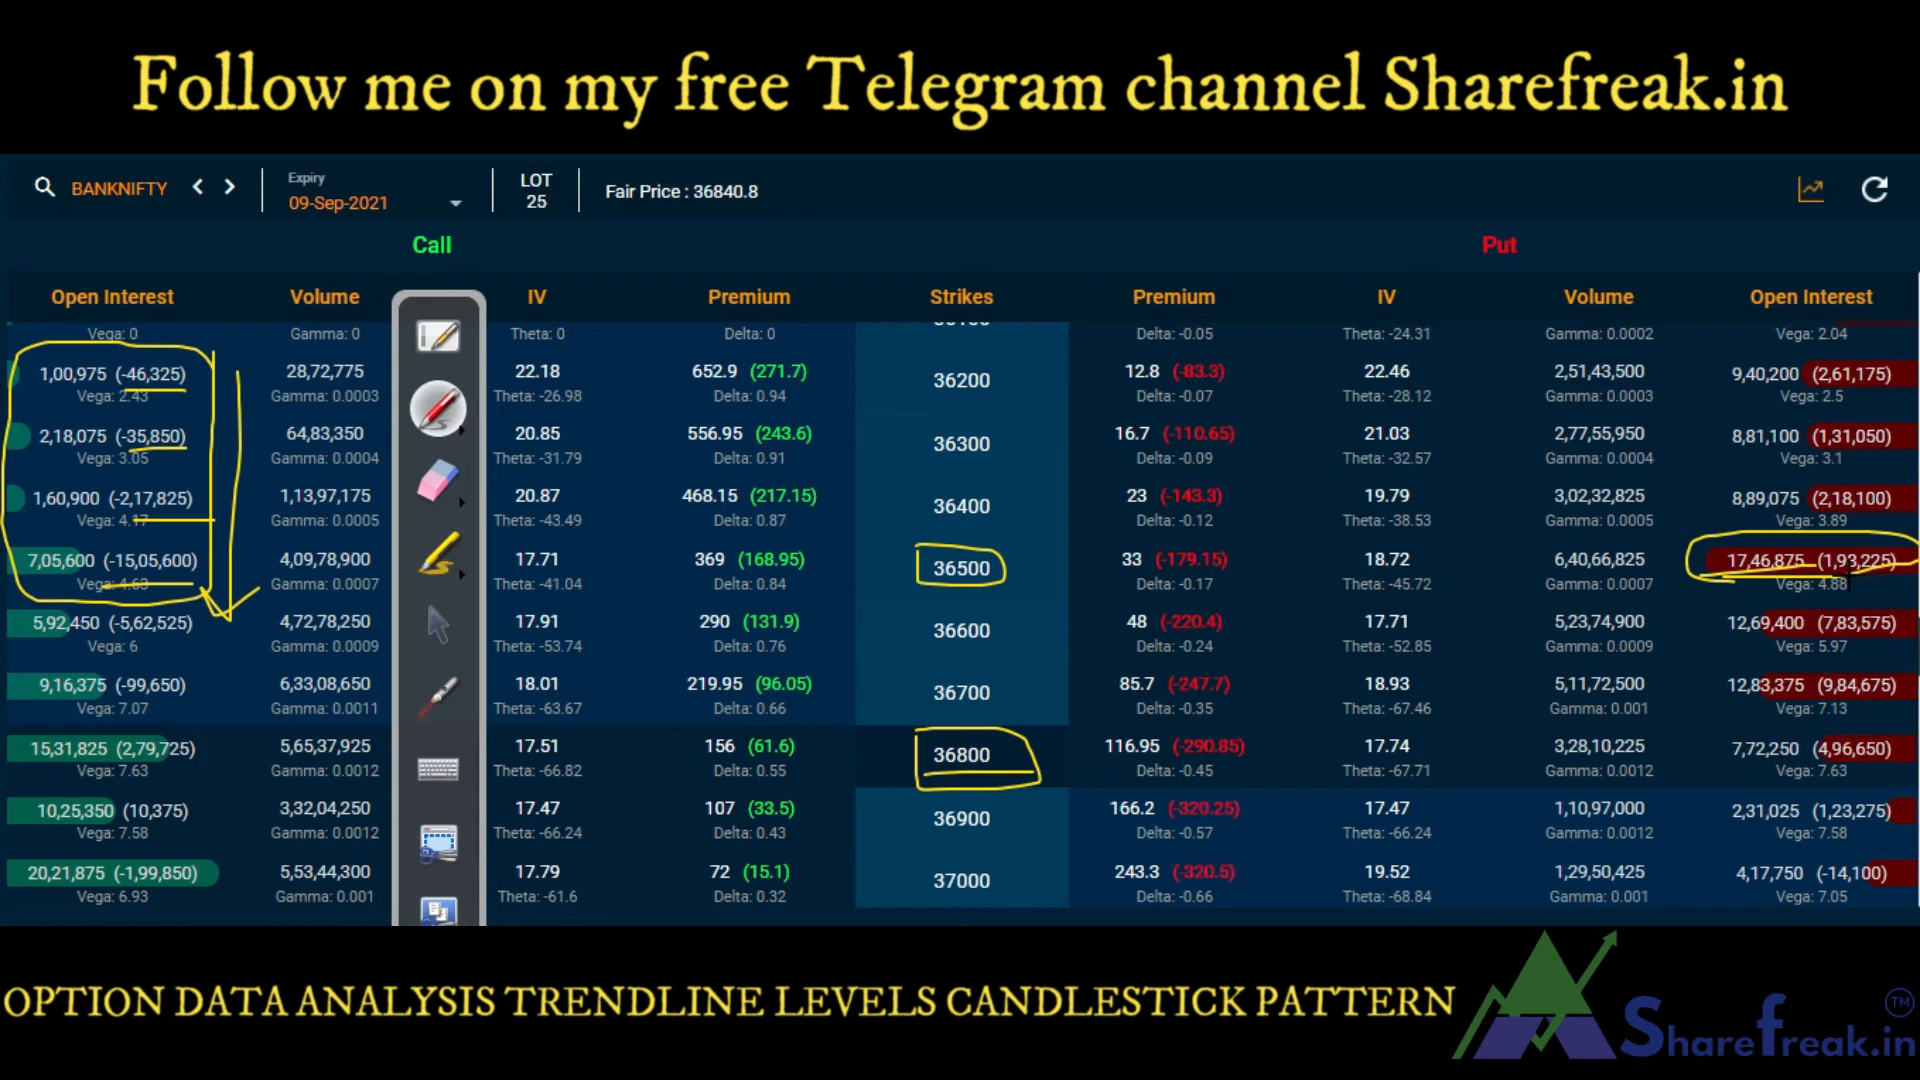 Follow me on my free Telegram channel Sharefreak.in
BANKNIFTY
Expiry
09-Sep-2021
LOT
25
Fair Price : 36840.8
Call Put
Open Interest Volume IV Premium Strikes Premium IV Volume Open Interest
Vega: 0 Gamma: 0 Theta: 0 Delta: 0 Delta: -0.05 Theta: -24.31 Gamma: 0.0002 Vega: 2.04
1,00,975 (-46,325) 28,72,775 22.18 652.9 (271.7) 36200 12.8 (-83.3) 22.46 2,51,43,500 9,40,200 (2,61,175)
Vega: 2.43 Gamma: 0.0003 Theta: -26.98 Delta: 0.94 Delta: -0.07 Theta: -28.12 Gamma: 0.0003 Vega: 2.5
2,18,075 (-35,850) 64,83,350 20.85 556.95 (243.6) 36300 16.7 (-110.65) 21.03 2,77,55,950 8,81,100 (1,31,050)
Vega: 3.05 Gamma: 0.0004 Theta: -31.79 Delta: 0.91 Delta: -0.09 Theta: -32.57 Gamma: 0.0004 Vega: 3.1
1,60,900 (-2,17,825) 1,13,97,175 20.87 468.15 (217.15) 36400 23 (-143.3) 19.79 3,02,32,825 8,89,075 (2,18,100)
Vega: 4.17 Gamma: 0.0005 Theta: -43.49 Delta: 0.87 Delta: -0.12 Theta: -38.53 Gamma: 0.0005 Vega: 3.89
7,05,600 (-15,05,600) 4,09,78,900 17.71 369 (168.95) 36500 33 (-179.15) 18.72 6,40,66,825 17,46,875 (1,93,225)
Vega: 4.63 Gamma: 0.0007 Theta: -41.04 Delta: 0.84 Delta: -0.17 Theta: -45.72 Gamma: 0.0007 Vega: 4.88
5,92,450 (-5,62,525) 4,72,78,250 17.91 290 (131.9) 36600 48 (-220.4) 17.71 5,23,74,900 12,69,400 (7,83,575)
Vega: 6 Gamma: 0.0009 Theta: -53.74 Delta: 0.76 Delta: -0.24 Theta: -52.85 Gamma: 0.0009 Vega: 5.97
9,16,375 (-99,650) 6,33,08,650 18.01 219.95 (96.05) 36700 85.7 (-247.7) 18.93 5,11,72,500 12,83,375 (9,84,675)
Vega: 7.07 Gamma: 0.0011 Theta: -63.67 Delta: 0.66 Delta: -0.35 Theta: -67.46 Gamma: 0.001 Vega: 7.13
15,31,825 (2,79,725) 5,65,37,925 17.51 156 (61.6) 36800 116.95 (-290.85) 17.74 3,28,10,225 7,72,250 (4,96,650)
Vega: 7.63 Gamma: 0.0012 Theta: -66.82 Delta: 0.55 Delta: -0.45 Theta: -67.71 Gamma: 0.0012 Vega: 7.63
10,25,350 (10,375) 3,32,04,250 17.47 107 (33.5) 36900 166.2 (-320.25) 17.47 1,10,97,000 2,31,025 (1,23,275)
Vega: 7.58 Gamma: 0.0012 Theta: -66.24 Delta: 0.43 Delta: -0.57 Theta: -66.24 Gamma: 0.0012 Vega: 7.58
20,21,875 (-1,99,850) 5,53,44,300 17.79 72 (15.1) 37000 243.3 (-320.5) 19.52 1,29,50,425 4,17,750 (-14,100)
Vega: 6.93 Gamma: 0.001 Theta: -61.6 Delta: 0.32 Delta: -0.66 Theta: -68.84 Gamma: 0.001 Vega: 7.05
OPTION DATA ANALYSIS TRENDLINE LEVELS CANDLESTICK PATTERN
ShareFreak.in TM